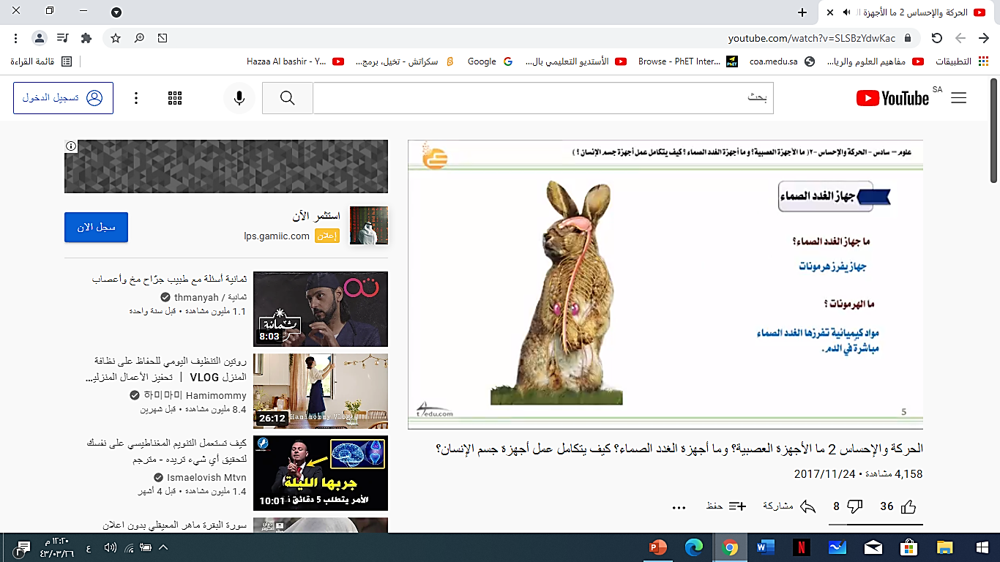 الحركة والإحساس 2 ما الأجهزة ا
youtube.com/watch?v=SLSBzYdwKac
التطبيقات
مفاهيم العلوم والريا...
coa.medu.sa
Browse - PhET Inter...
الأستديو التعليمي بال...
Google
سكراتش - تخيل، برمج...
Hazaa Al bashir - Y...
قائمة القراءة
YouTube
SA
بحث
تسجيل الدخول
علوم – سادس - الحركة والإحساس -٢( ما الأجهزة العصبية؟ و ما أجهزة الغدد الصماء ؟ كيف يتكامل عمل أجهزة جسم الإنسان ؟ )
جهاز الغدد الصماء
ما جهاز الغدد الصماء؟
جهاز يفرز هرمونات
ما الهرمونات ؟
مواد كيميائية تفرزها الغدد الصماء
مباشرة في الدم.
t4edu.com
5
الحركة والإحساس 2 ما الأجهزة العصبية؟ وما أجهزة الغدد الصماء؟ كيف يتكامل عمل أجهزة جسم الإنسان؟
4,158 مشاهدة • 2017/11/24
36
8
مشاركة
حفظ
استثمر الآن
إعلان
lps.gamiic.com
سجل الان
ثمانية أسئلة مع طبيب جرّاح مخ وأعصاب
ثمانية / thmanyah
1.1 مليون مشاهدة • قبل سنة واحدة
ثمانية
8:03
روتين التنظيف اليومي للحفاظ على نظافة
المنزل VLOG | تحفيز الأعمال المنزلي...
하미마미 Hamimommy
8.4 مليون مشاهدة • قبل شهرين
Hamimommy Vlog
26:12
كيف تستعمل التنويم المغناطيسي على نفسك
لتحقيق أي شيء تريده - مترجم
Ismaelovish Mtvn
1.4 مليون مشاهدة • قبل 4 أشهر
جربها الليلة
الأمر يتطلب 5 دقائق
10:01
سورة البقرة ماهر المعيقلي بدون اعلان
ع
١٢:٢٠ م
٤٣/٠٣/٢٦